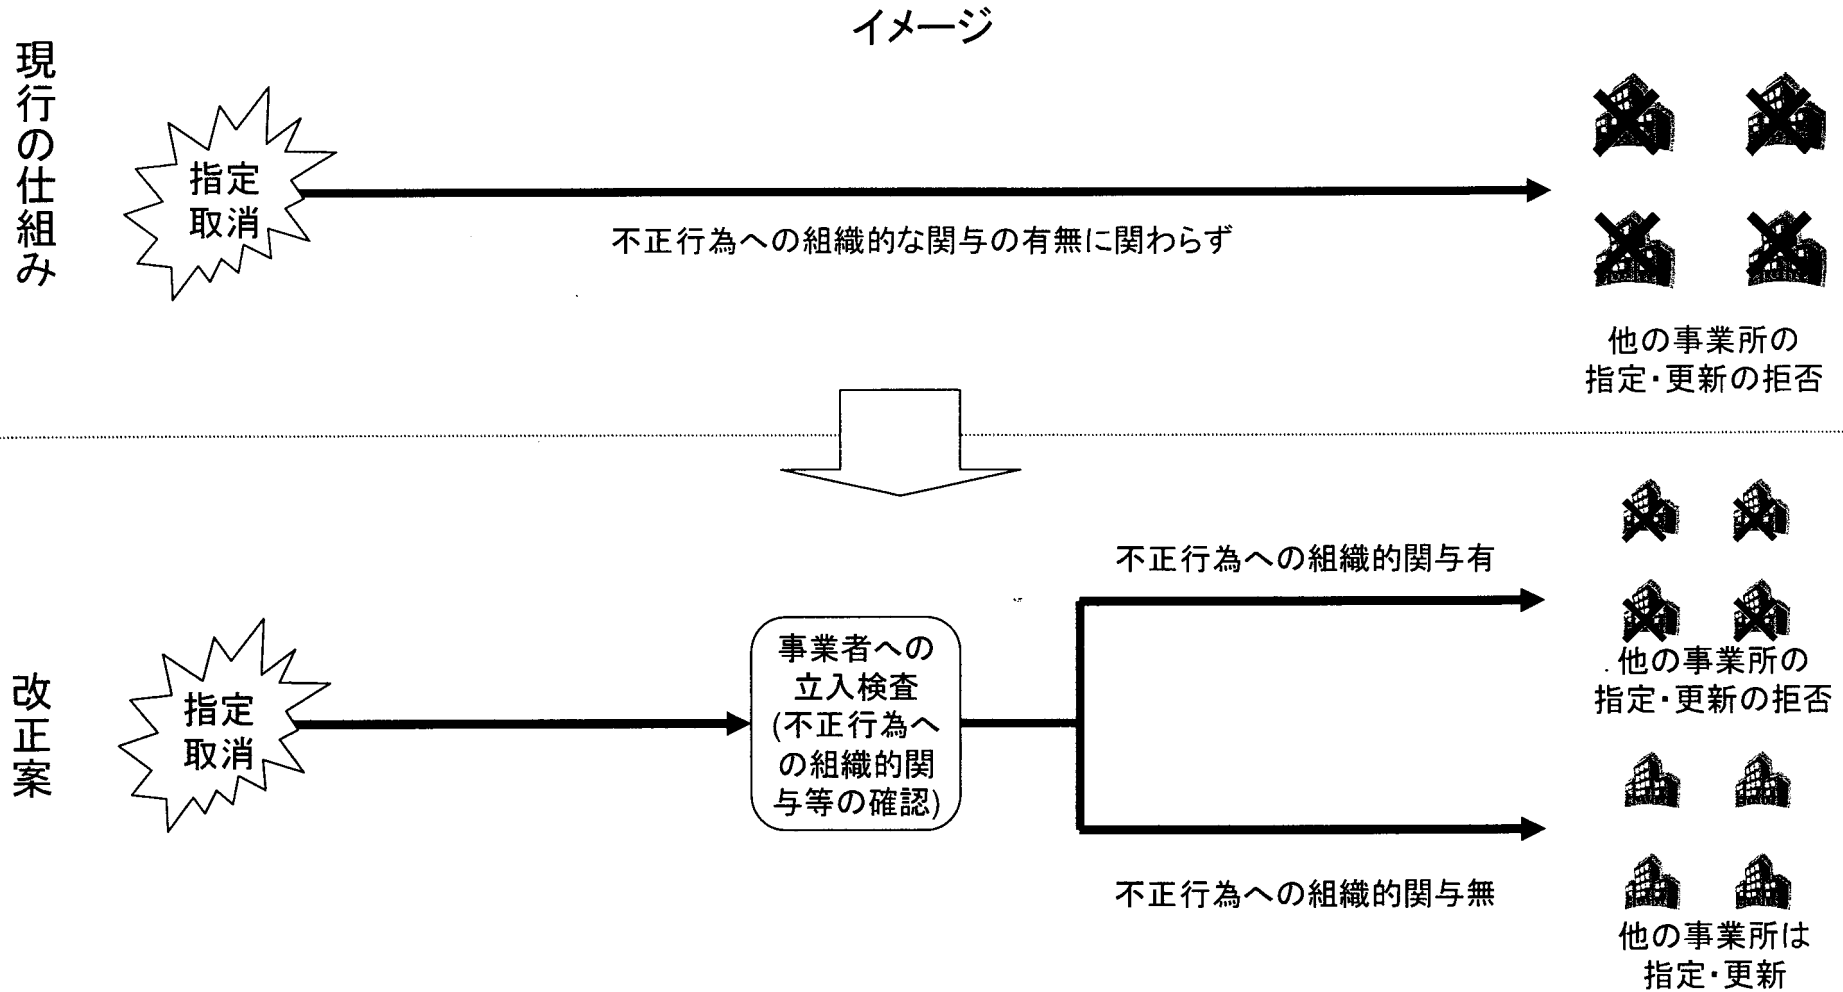 イメージ
現行の仕組み
指定
取消
不正行為への組織的な関与の有無に関わらず
他の事業所の
指定・更新の拒否
改正案
指定
取消
事業者への
立入検査
(不正行為へ
の組織的関
与等の確認)
不正行為への組織的関与有
他の事業所の
指定・更新の拒否
不正行為への組織的関与無
他の事業所は
指定・更新